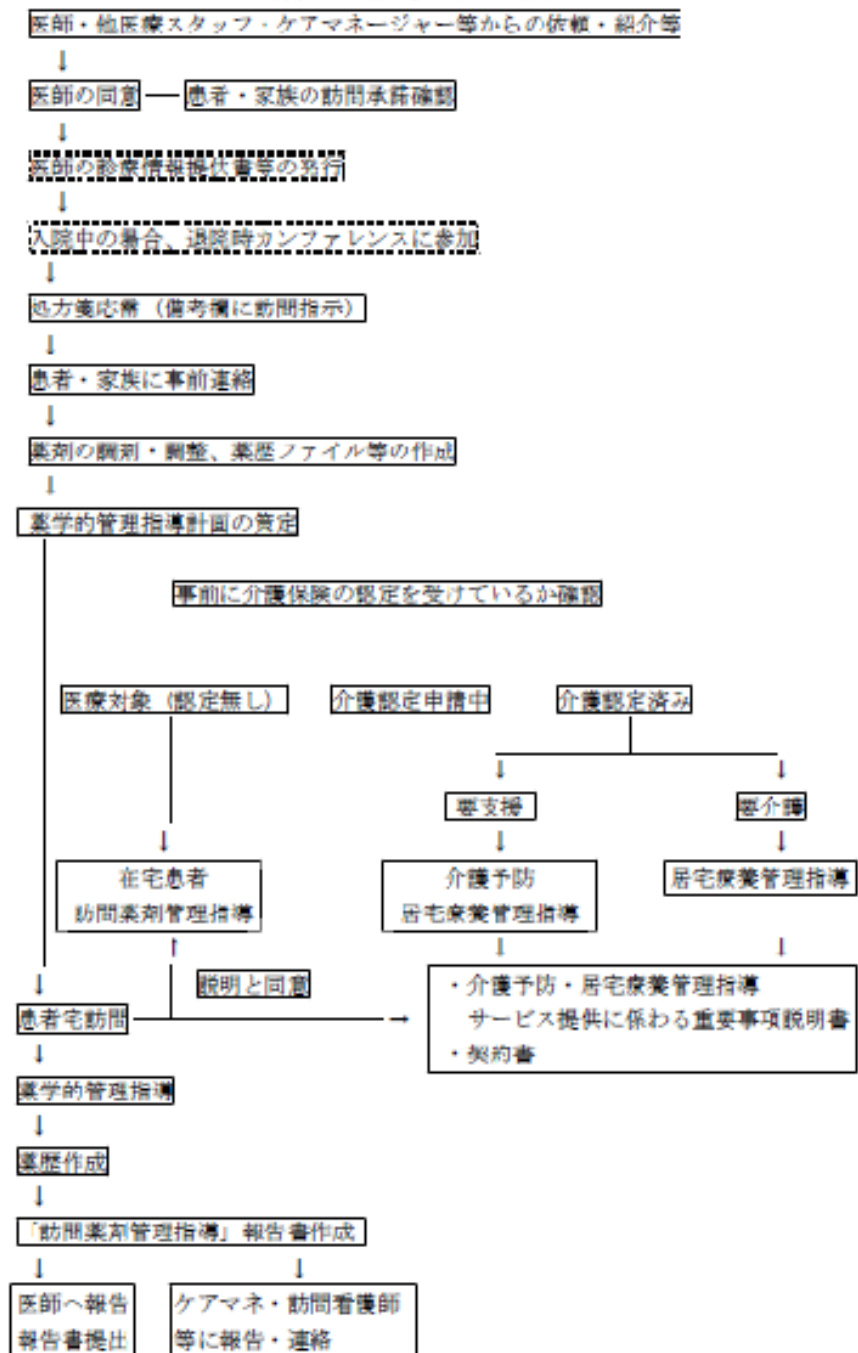 医師・他医療スタッフ・ケアマネージャー等からの依頼・紹介等
↓
医師の同意 ── 患者・家族の訪問承諾確認
↓
医師の診療情報提供書等の発行
↓
入院中の場合、退院時カンファレンスに参加
↓
処方箋応需（備考欄に訪問指示）
↓
患者・家族に事前連絡
↓
薬剤の調剤・調整、薬歴ファイル等の作成
↓
薬学的管理指導計画の策定
事前に介護保険の認定を受けているか確認
医療対象（認定無し） 介護認定申請中 介護認定済み
↓ ↓
要支援 要介護
↓ ↓ ↓
在宅患者 介護予防 居宅療養管理指導
訪問薬剤管理指導 居宅療養管理指導
↑ ↓ ↓
↓ 説明と同意 ・介護予防・居宅療養管理指導
患者宅訪問 → サービス提供に係わる重要事項説明書
↓ ・契約書
薬学的管理指導
↓
薬歴作成
↓
「訪問薬剤管理指導」報告書作成
↓ ↓
医師へ報告 ケアマネ・訪問看護師
報告書提出 等に報告・連絡